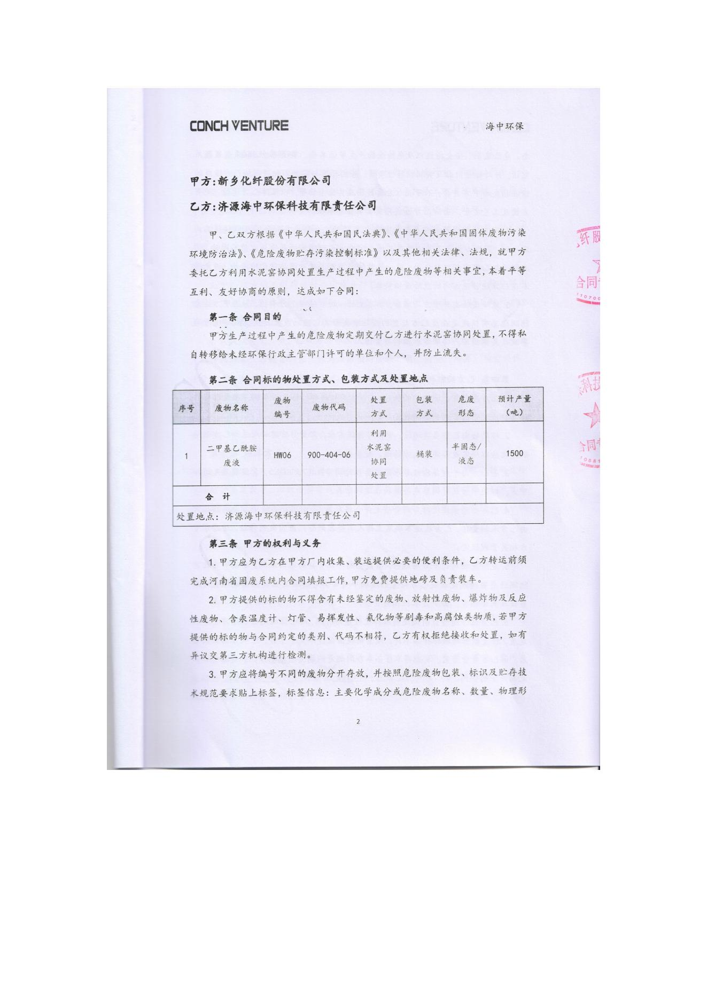 CONCH VENTURE
海中环保
甲方:新乡化纤股份有限公司
乙方:济源海中环保科技有限责任公司
甲、乙双方根据《中华人民共和国民法典》、《中华人民共和国固体废物污染
环境防治法》、《危险废物贮存污染控制标准》以及其他相关法律、法规，就甲方
委托乙方利用水泥窑协同处置生产过程中产生的危险废物等相关事宜,本着平等
互利、友好协商的原则，达成如下合同：
第一条 合同目的
甲方生产过程中产生的危险废物定期交付乙方进行水泥窑协同处置,不得私
自转移给未经环保行政主管部门许可的单位和个人，并防止流失。
第二条 合同标的物处置方式、包装方式及处置地点
序号 废物名称 废物编号 废物代码 处置方式 包装方式 危废形态 预计产量（吨）
1 二甲基乙酰胺废液 HW06 900-404-06 利用水泥窑协同处置 桶装 半固态/液态 1500
合 计
处置地点：济源海中环保科技有限责任公司
第三条 甲方的权利与义务
1.甲方应为乙方在甲方厂内收集、装运提供必要的便利条件，乙方转运前须
完成河南省固废系统内合同填报工作,甲方免费提供地磅及负责装车。
2.甲方提供的标的物不得含有未经鉴定的废物、放射性废物、爆炸物及反应
性废物、含汞温度计、灯管、易挥发性、氰化物等剧毒和高腐蚀类物质,若甲方
提供的标的物与合同约定的类别、代码不相符，乙方有权拒绝接收和处置，如有
异议交第三方机构进行检测。
3.甲方应将编号不同的废物分开存放，并按照危险废物包装、标识及贮存技
术规范要求贴上标签，标签信息：主要化学成分或危险废物名称、数量、物理形
2
纤股
合同
110700
合同